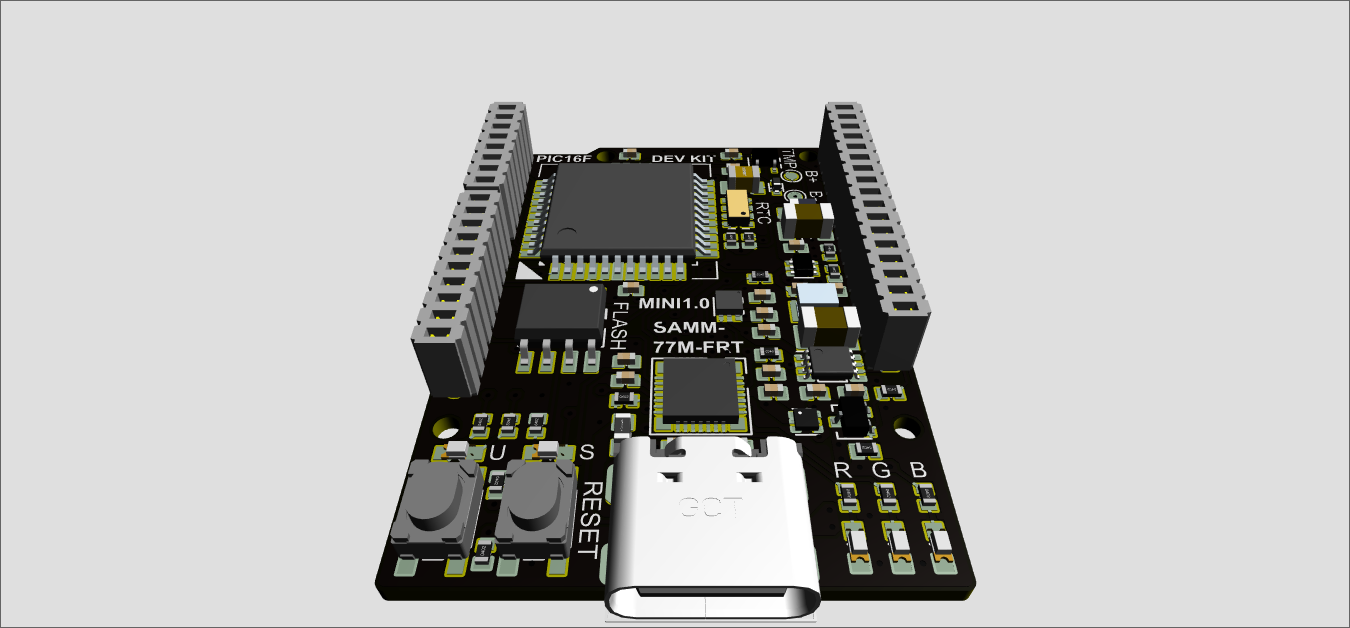 PIC16F DEV KIT
TMP
B+
RTC
MINI1.0
FLASH
SAMM-
77M-FRT
U S
R G B
RESET
GCT